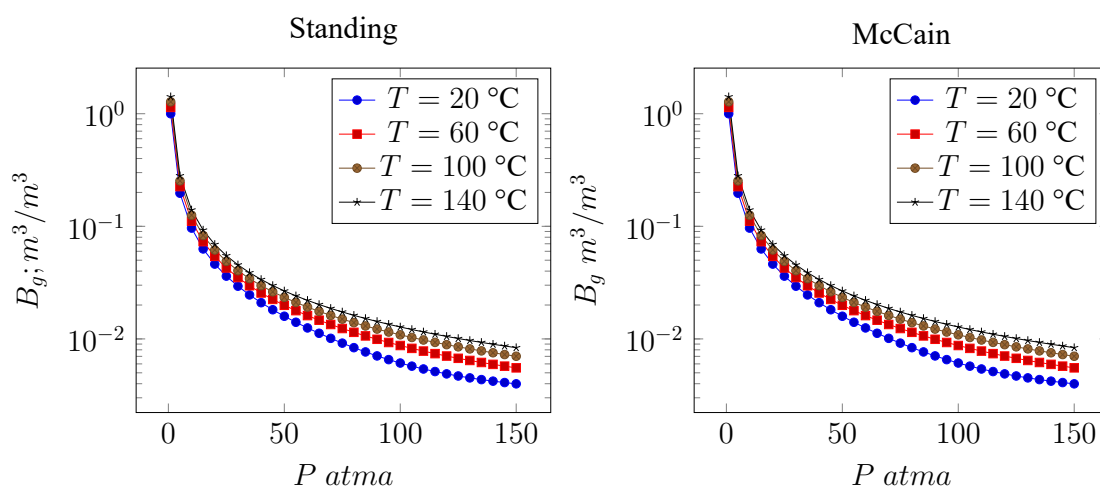 Standing
B_g; m^3/m^3
10^0
10^−1
10^−2
T = 20 °C
T = 60 °C
T = 100 °C
T = 140 °C
0 50 100 150
P atma
McCain
B_g m^3/m^3
10^0
10^−1
10^−2
T = 20 °C
T = 60 °C
T = 100 °C
T = 140 °C
0 50 100 150
P atma